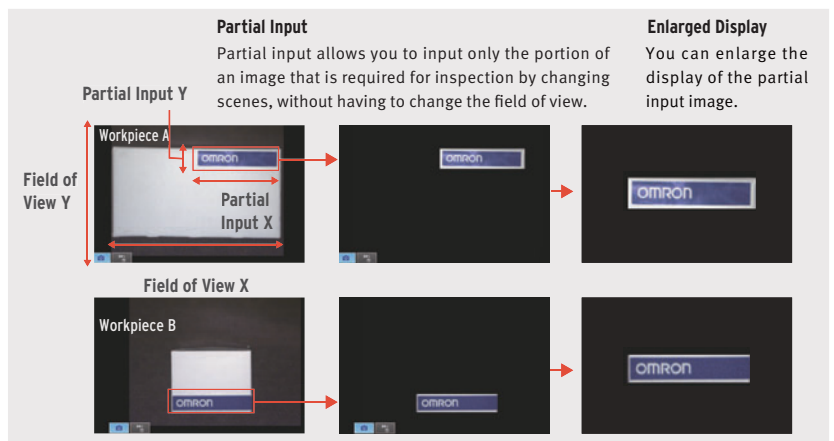 Partial Input
Partial input allows you to input only the portion of
an image that is required for inspection by changing
scenes, without having to change the field of view.
Enlarged Display
You can enlarge the
display of the partial
input image.
Partial Input Y
Field of
View Y
Workpiece A
OMRON
Partial
Input X
OMRON
OMRON
Field of View X
Workpiece B
OMRON
OMRON
OMRON